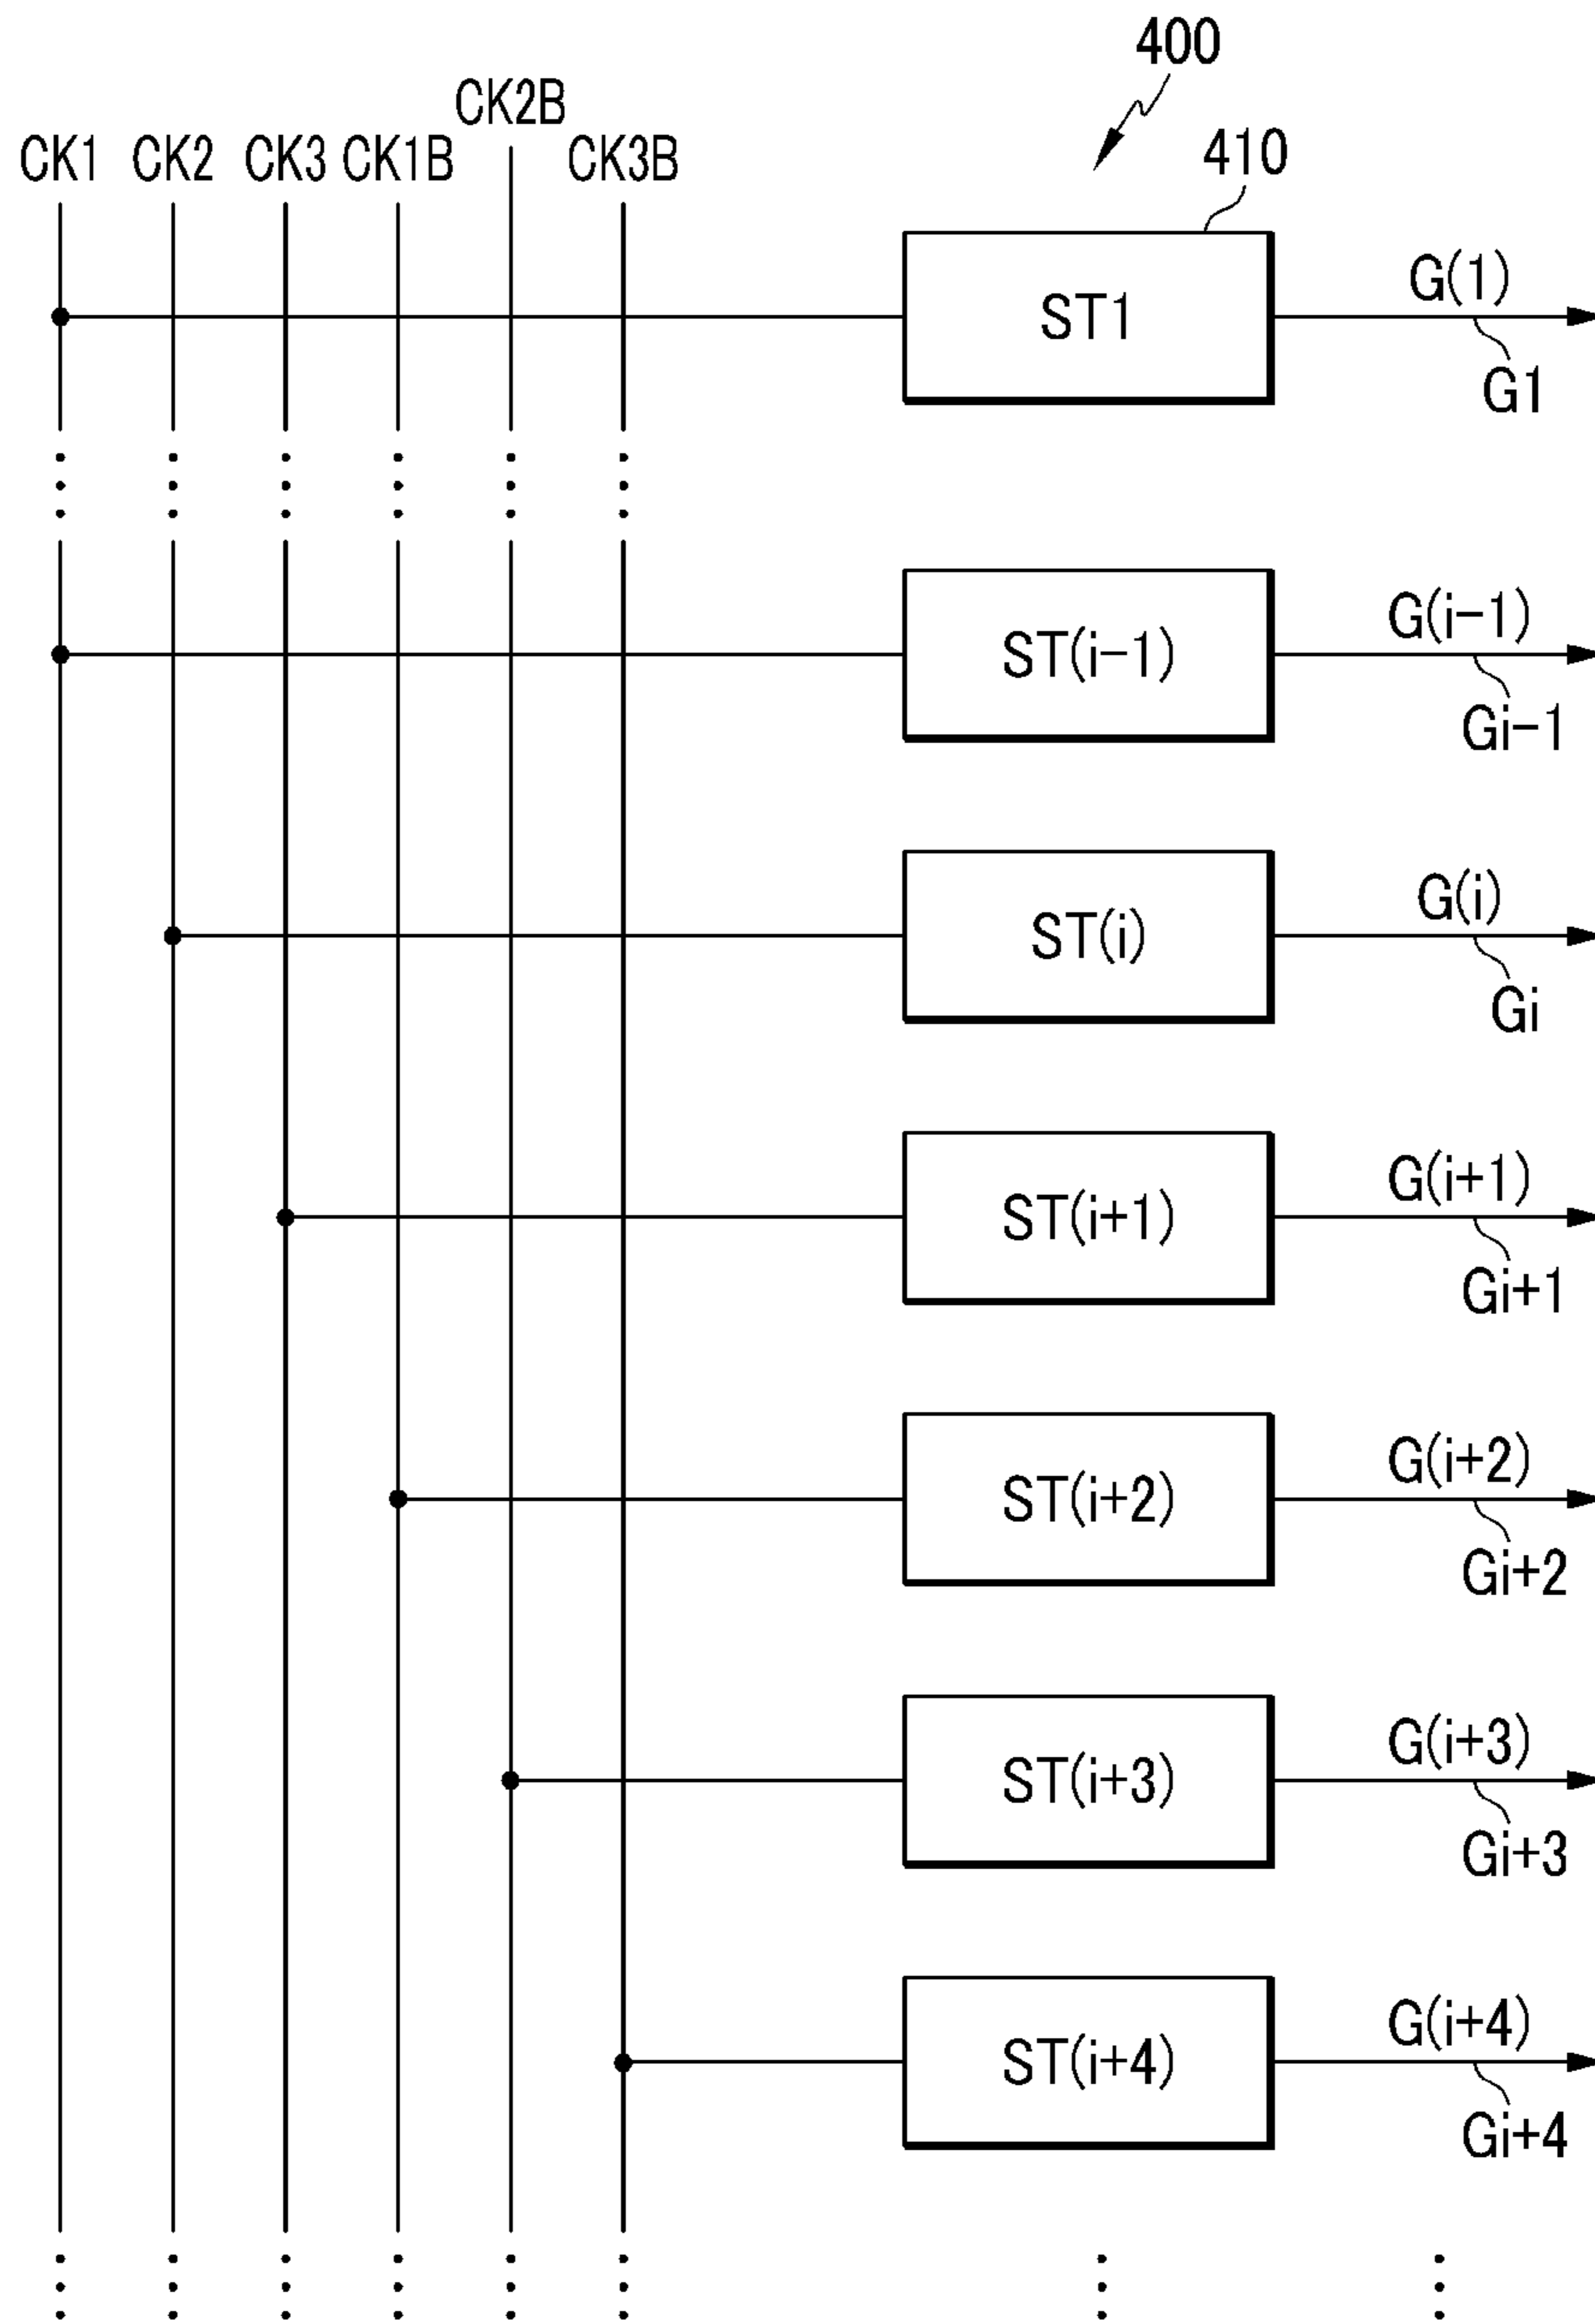 400
CK2B
CK1 CK2 CK3 CK1B CK3B
410
ST1
G(1)
G1
ST(i-1)
G(i-1)
Gi-1
ST(i)
G(i)
Gi
ST(i+1)
G(i+1)
Gi+1
ST(i+2)
G(i+2)
Gi+2
ST(i+3)
G(i+3)
Gi+3
ST(i+4)
G(i+4)
Gi+4